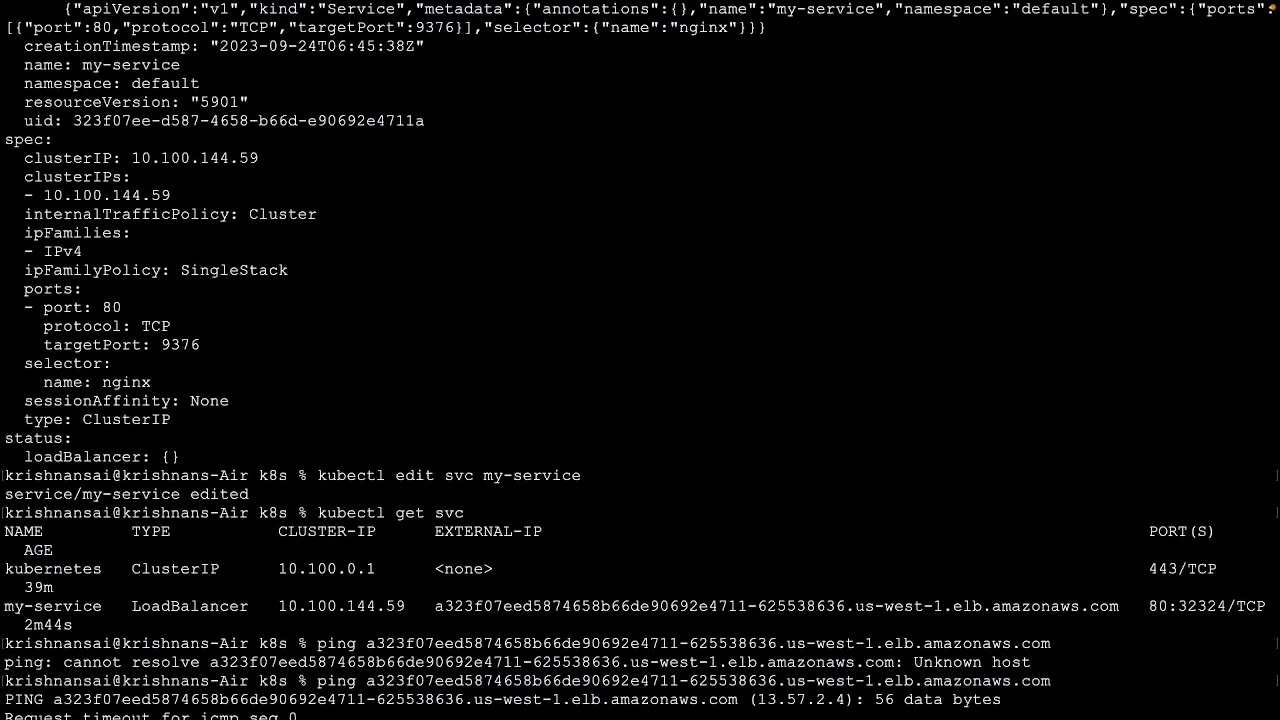 {"apiVersion":"v1","kind":"Service","metadata":{"annotations":{},"name":"my-service","namespace":"default"},"spec":{"ports":
[{"port":80,"protocol":"TCP","targetPort":9376}],"selector":{"name":"nginx"}}}
creationTimestamp: "2023-09-24T06:45:38Z"
name: my-service
namespace: default
resourceVersion: "5901"
uid: 323f07ee-d587-4658-b66d-e90692e4711a
spec:
clusterIP: 10.100.144.59
clusterIPs:
- 10.100.144.59
internalTrafficPolicy: Cluster
ipFamilies:
- IPv4
ipFamilyPolicy: SingleStack
ports:
- port: 80
protocol: TCP
targetPort: 9376
selector:
name: nginx
sessionAffinity: None
type: ClusterIP
status:
loadBalancer: {}
krishnansai@krishnans-Air k8s % kubectl edit svc my-service
service/my-service edited
krishnansai@krishnans-Air k8s % kubectl get svc
NAME TYPE CLUSTER-IP EXTERNAL-IP PORT(S)
AGE
kubernetes ClusterIP 10.100.0.1 <none> 443/TCP
39m
my-service LoadBalancer 10.100.144.59 a323f07eed5874658b66de90692e4711-625538636.us-west-1.elb.amazonaws.com 80:32324/TCP
2m44s
krishnansai@krishnans-Air k8s % ping a323f07eed5874658b66de90692e4711-625538636.us-west-1.elb.amazonaws.com
ping: cannot resolve a323f07eed5874658b66de90692e4711-625538636.us-west-1.elb.amazonaws.com: Unknown host
krishnansai@krishnans-Air k8s % ping a323f07eed5874658b66de90692e4711-625538636.us-west-1.elb.amazonaws.com
PING a323f07eed5874658b66de90692e4711-625538636.us-west-1.elb.amazonaws.com (13.57.2.4): 56 data bytes
Request timeout for icmp_seq 0